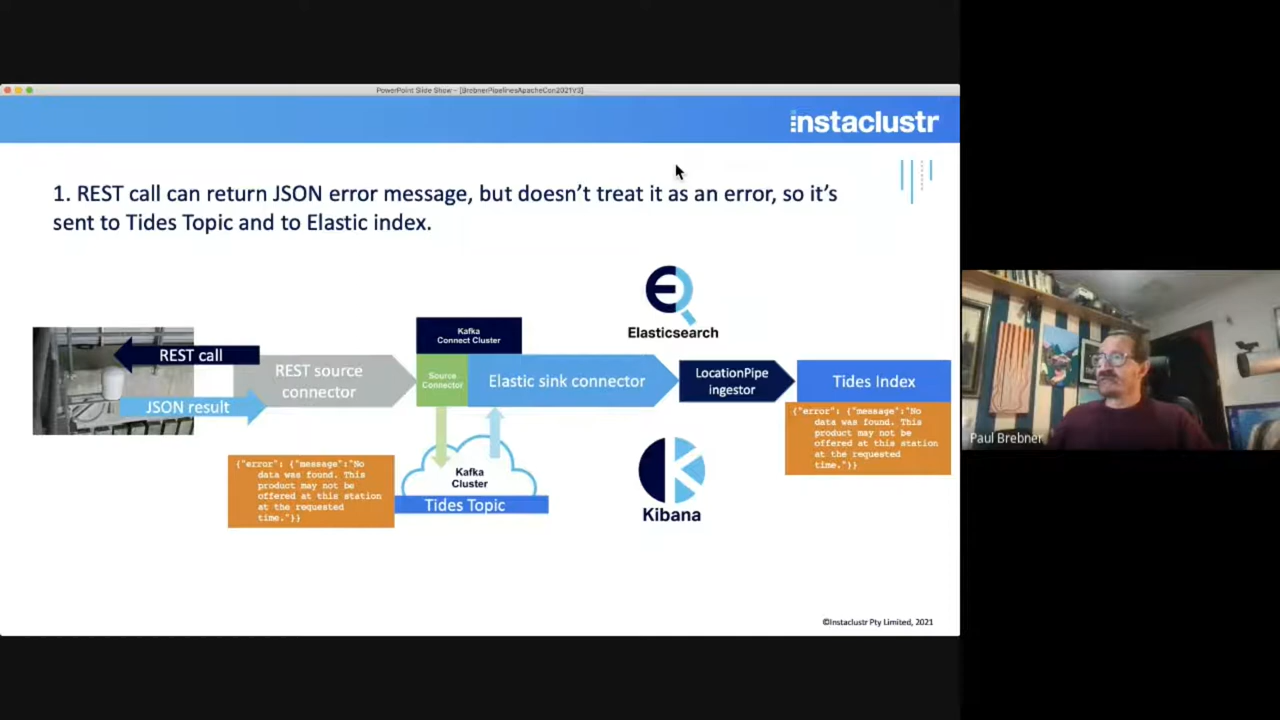 PowerPoint Slide Show - [BrebnerPipelinesApacheCon2021V3]
instaclustr
1. REST call can return JSON error message, but doesn’t treat it as an error, so it’s
sent to Tides Topic and to Elastic index.
Elasticsearch
Kafka
Connect Cluster
REST call
REST source
connector
JSON result
Source
Connector
Elastic sink connector
LocationPipe
ingestor
Tides Index
{"error": {"message":"No
data was found. This
product may not be
offered at this station
at the requested
time."}}
Paul Brebner
{"error": {"message":"No
data was found. This
product may not be
offered at this station
at the requested
time."}}
Kafka
Cluster
Tides Topic
Kibana
©Instaclustr Pty Limited, 2021